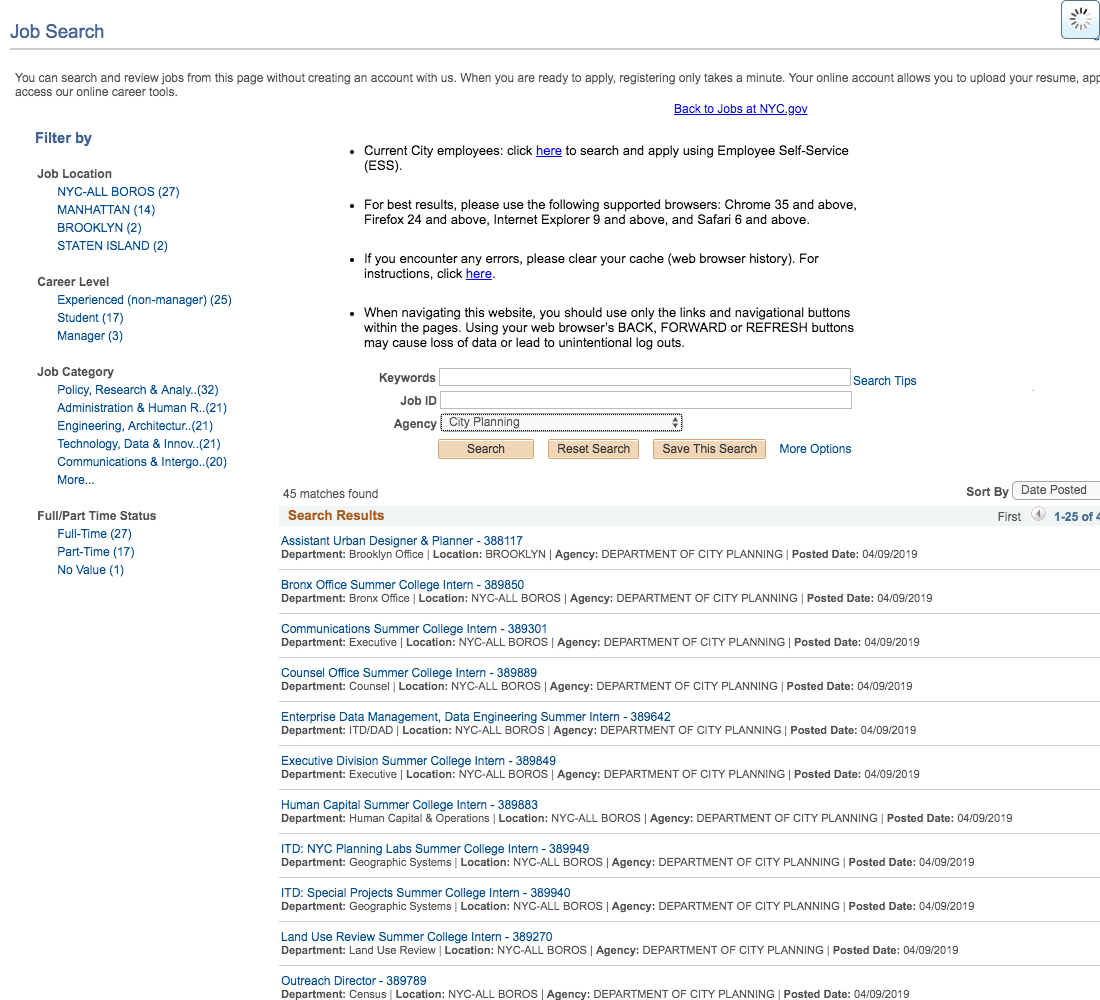 Job Search
You can search and review jobs from this page without creating an account with us. When you are ready to apply, registering only takes a minute. Your online account allows you to upload your resume,
access our online career tools.
Back to Jobs at NYC.gov
Filter by
Job Location
NYC-ALL BOROS (27)
MANHATTAN (14)
BROOKLYN (2)
STATEN ISLAND (2)
Career Level
Experienced (non-manager) (25)
Student (17)
Manager (3)
Job Category
Policy, Research & Analy..(32)
Administration & Human R..(21)
Engineering, Architectur..(21)
Technology, Data & Innov..(21)
Communications & Intergo..(20)
More...
Full/Part Time Status
Full-Time (27)
Part-Time (17)
No Value (1)
• Current City employees: click here to search and apply using Employee Self-Service
(ESS).
• For best results, please use the following supported browsers: Chrome 35 and above,
Firefox 24 and above, Internet Explorer 9 and above, and Safari 6 and above.
• If you encounter any errors, please clear your cache (web browser history). For
instructions, click here.
• When navigating this website, you should use only the links and navigational buttons
within the pages. Using your web browser's BACK, FORWARD or REFRESH buttons
may cause loss of data or lead to unintentional log outs.
Keywords Search Tips
Job ID
Agency City Planning
Search Reset Search Save This Search More Options
45 matches found Sort By Date Posted
Search Results First 1-25 of
Assistant Urban Designer & Planner - 388117
Department: Brooklyn Office | Location: BROOKLYN | Agency: DEPARTMENT OF CITY PLANNING | Posted Date: 04/09/2019
Bronx Office Summer College Intern - 389850
Department: Bronx Office | Location: NYC-ALL BOROS | Agency: DEPARTMENT OF CITY PLANNING | Posted Date: 04/09/2019
Communications Summer College Intern - 389301
Department: Executive | Location: NYC-ALL BOROS | Agency: DEPARTMENT OF CITY PLANNING | Posted Date: 04/09/2019
Counsel Office Summer College Intern - 389889
Department: Counsel | Location: NYC-ALL BOROS | Agency: DEPARTMENT OF CITY PLANNING | Posted Date: 04/09/2019
Enterprise Data Management, Data Engineering Summer Intern - 389642
Department: ITD/DAD | Location: NYC-ALL BOROS | Agency: DEPARTMENT OF CITY PLANNING | Posted Date: 04/09/2019
Executive Division Summer College Intern - 389849
Department: Executive | Location: NYC-ALL BOROS | Agency: DEPARTMENT OF CITY PLANNING | Posted Date: 04/09/2019
Human Capital Summer College Intern - 389883
Department: Human Capital & Operations | Location: NYC-ALL BOROS | Agency: DEPARTMENT OF CITY PLANNING | Posted Date: 04/09/2019
ITD: NYC Planning Labs Summer College Intern - 389949
Department: Geographic Systems | Location: NYC-ALL BOROS | Agency: DEPARTMENT OF CITY PLANNING | Posted Date: 04/09/2019
ITD: Special Projects Summer College Intern - 389940
Department: Geographic Systems | Location: NYC-ALL BOROS | Agency: DEPARTMENT OF CITY PLANNING | Posted Date: 04/09/2019
Land Use Review Summer College Intern - 389270
Department: Land Use Review | Location: NYC-ALL BOROS | Agency: DEPARTMENT OF CITY PLANNING | Posted Date: 04/09/2019
Outreach Director - 389789
Department: Census | Location: NYC-ALL BOROS | Agency: DEPARTMENT OF CITY PLANNING | Posted Date: 04/09/2019